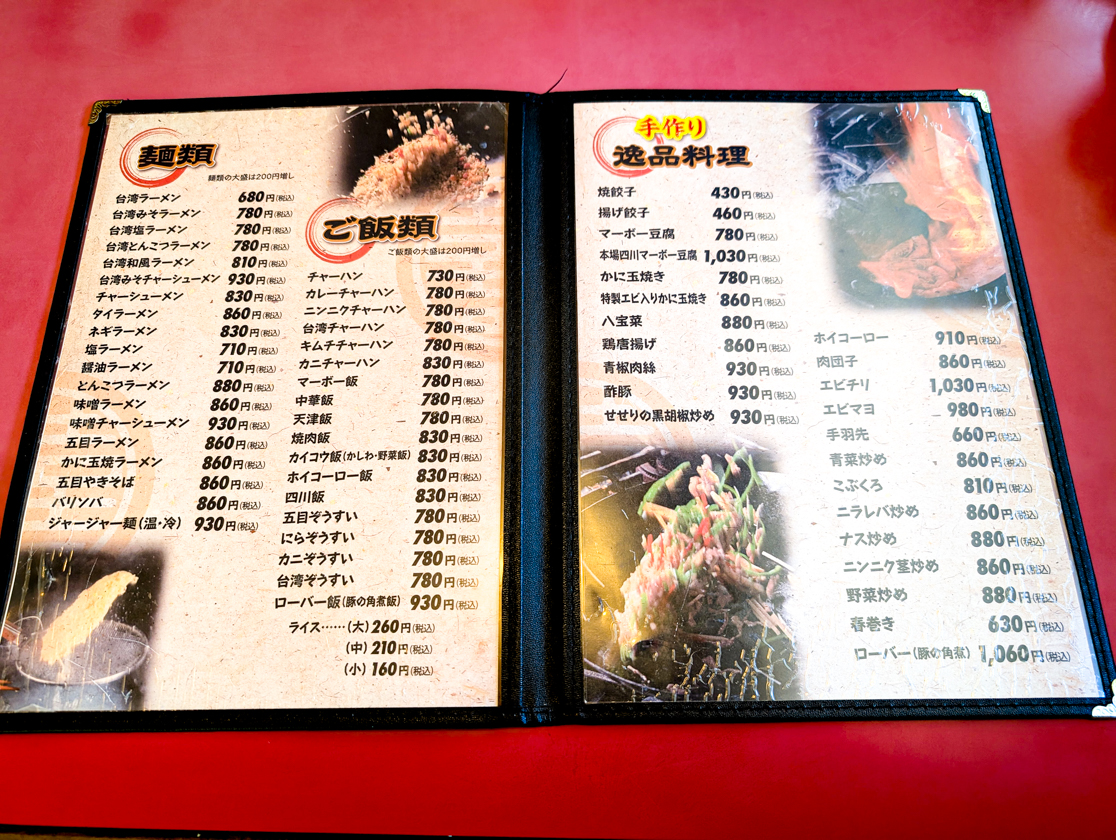 麺類
麺類の大盛は200円増し
台湾ラーメン 680円(税込)
台湾みそラーメン 780円(税込)
台湾塩ラーメン 780円(税込)
台湾とんこつラーメン 780円(税込)
台湾和風ラーメン 810円(税込)
台湾みそチャーシューメン 930円(税込)
チャーシューメン 830円(税込)
タイラーメン 860円(税込)
ネギラーメン 830円(税込)
塩ラーメン 710円(税込)
醤油ラーメン 710円(税込)
とんこつラーメン 880円(税込)
味噌ラーメン 860円(税込)
味噌チャーシューメン 930円(税込)
五目ラーメン 860円(税込)
かに玉焼ラーメン 860円(税込)
五目やきそば 860円(税込)
バリソバ 860円(税込)
ジャージャー麺(温・冷) 930円(税込)
ご飯類
ご飯類の大盛は200円増し
チャーハン 730円(税込)
カレーチャーハン 780円(税込)
ニンニクチャーハン 780円(税込)
台湾チャーハン 780円(税込)
キムチチャーハン 780円(税込)
カニチャーハン 830円(税込)
マーボー飯 780円(税込)
中華飯 780円(税込)
天津飯 780円(税込)
焼肉飯 830円(税込)
カイコウ飯(かしわ・野菜飯) 830円(税込)
ホイコーロー飯 830円(税込)
四川飯 830円(税込)
五目ぞうすい 780円(税込)
にらぞうすい 780円(税込)
カニぞうすい 780円(税込)
台湾ぞうすい 780円(税込)
ローバー飯(豚の角煮飯) 930円(税込)
ライス……(大) 260円(税込)
(中) 210円(税込)
(小) 160円(税込)
手作り
逸品料理
焼餃子 430円(税込)
揚げ餃子 460円(税込)
マーボー豆腐 780円(税込)
本場四川マーボー豆腐 1,030円(税込)
かに玉焼き 780円(税込)
特製エビ入りかに玉焼き 860円(税込)
八宝菜 880円(税込)
鶏唐揚げ 860円(税込)
青椒肉絲 930円(税込)
酢豚 930円(税込)
せせりの黒胡椒炒め 930円(税込)
ホイコーロー 910円(税込)
肉団子 860円(税込)
エビチリ 1,030円(税込)
エビマヨ 980円(税込)
手羽先 660円(税込)
青菜炒め 860円(税込)
こぶくろ 810円(税込)
ニラレバ炒め 860円(税込)
ナス炒め 880円(税込)
ニンニク茎炒め 860円(税込)
野菜炒め 880円(税込)
春巻き 630円(税込)
ローバー(豚の角煮) 1,060円(税込)